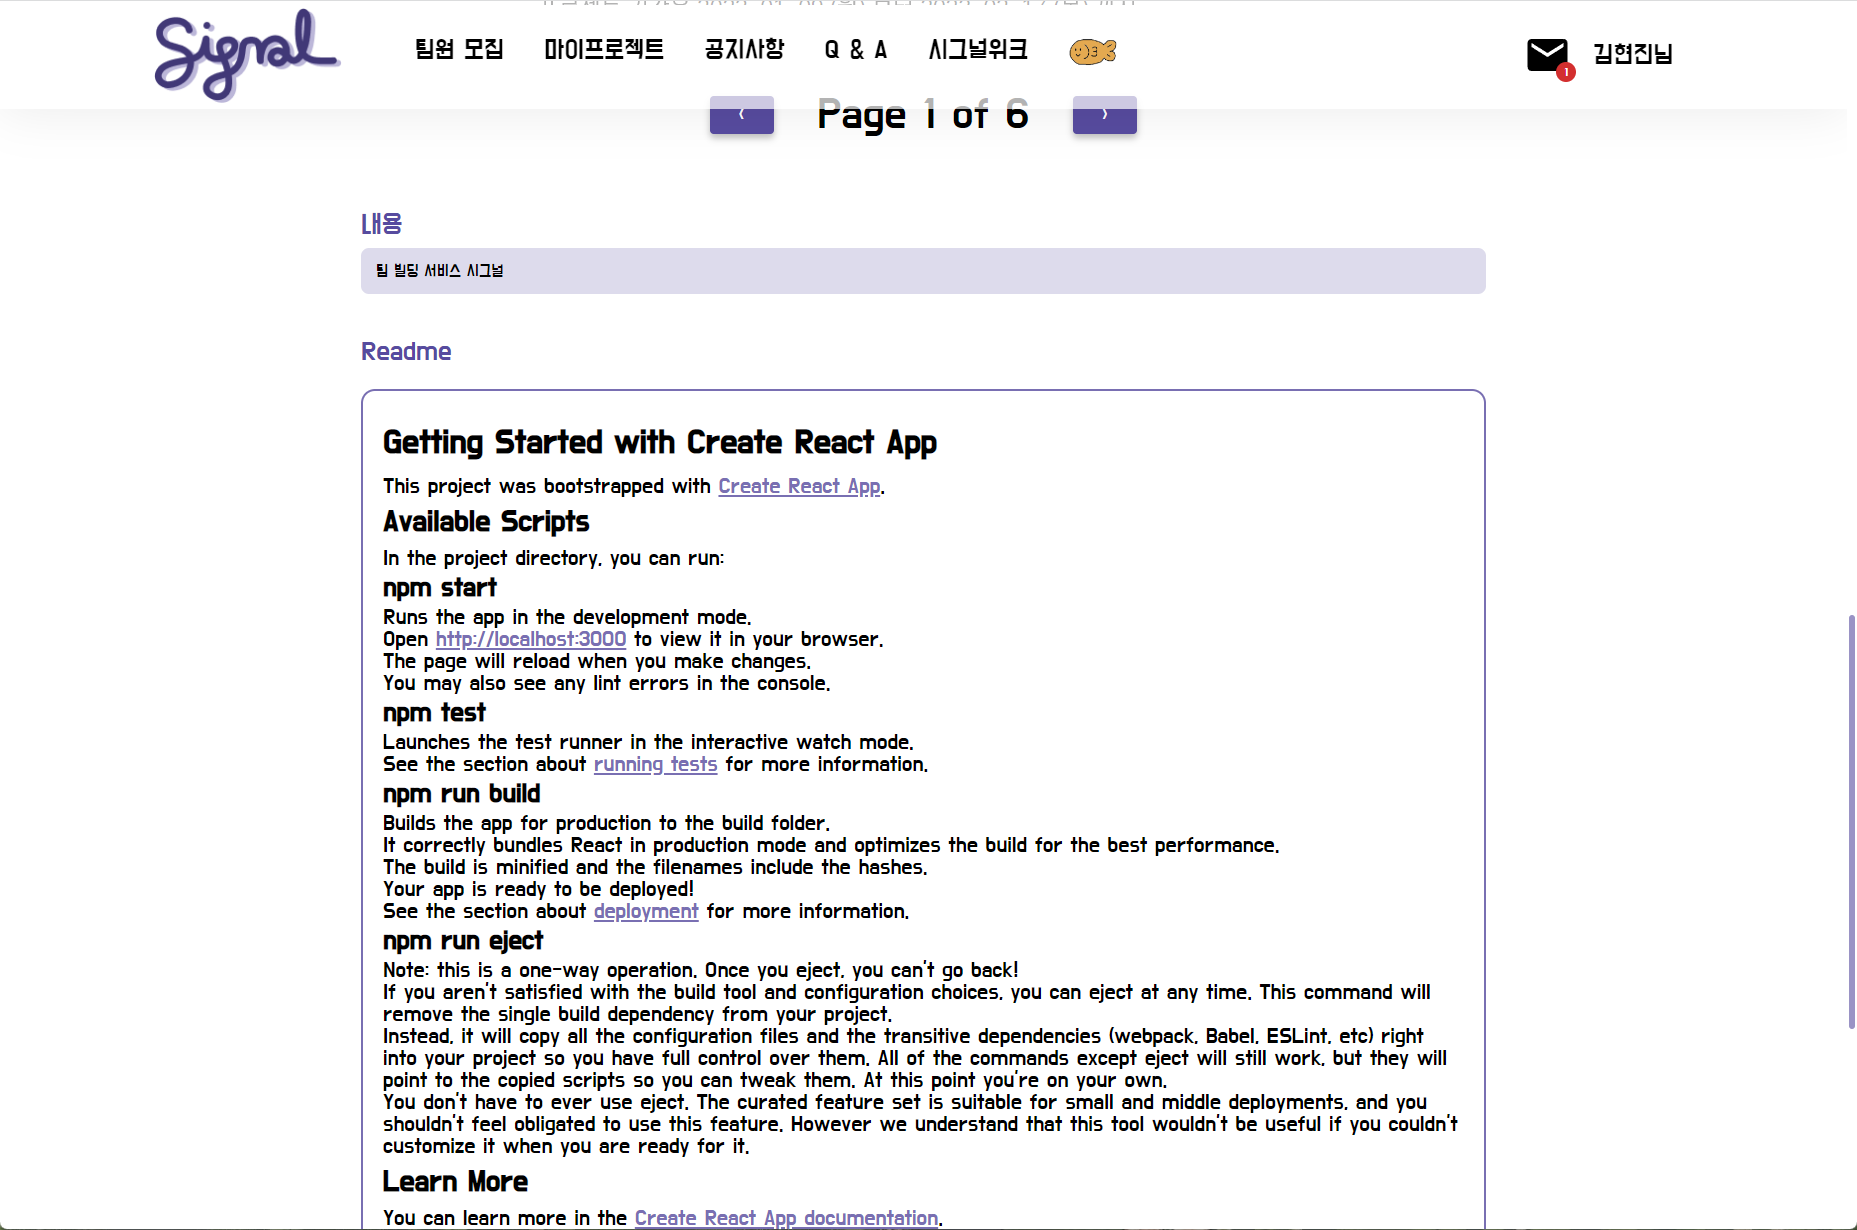 Signal
팀원 모집
마이프로젝트
공지사항
Q & A
시그널위크
1
김현진님
‹
Page 1 of 6
›
내용
팀 빌딩 서비스 시그널
Readme
Getting Started with Create React App
This project was bootstrapped with Create React App.
Available Scripts
In the project directory, you can run:
npm start
Runs the app in the development mode.
Open http://localhost:3000 to view it in your browser.
The page will reload when you make changes.
You may also see any lint errors in the console.
npm test
Launches the test runner in the interactive watch mode.
See the section about running tests for more information.
npm run build
Builds the app for production to the build folder.
It correctly bundles React in production mode and optimizes the build for the best performance.
The build is minified and the filenames include the hashes.
Your app is ready to be deployed!
See the section about deployment for more information.
npm run eject
Note: this is a one-way operation. Once you eject, you can't go back!
If you aren't satisfied with the build tool and configuration choices, you can eject at any time. This command will
remove the single build dependency from your project.
Instead, it will copy all the configuration files and the transitive dependencies (webpack, Babel, ESLint, etc) right
into your project so you have full control over them. All of the commands except eject will still work, but they will
point to the copied scripts so you can tweak them. At this point you're on your own.
You don't have to ever use eject. The curated feature set is suitable for small and middle deployments, and you
shouldn't feel obligated to use this feature. However we understand that this tool wouldn't be useful if you couldn't
customize it when you are ready for it.
Learn More
You can learn more in the Create React App documentation.